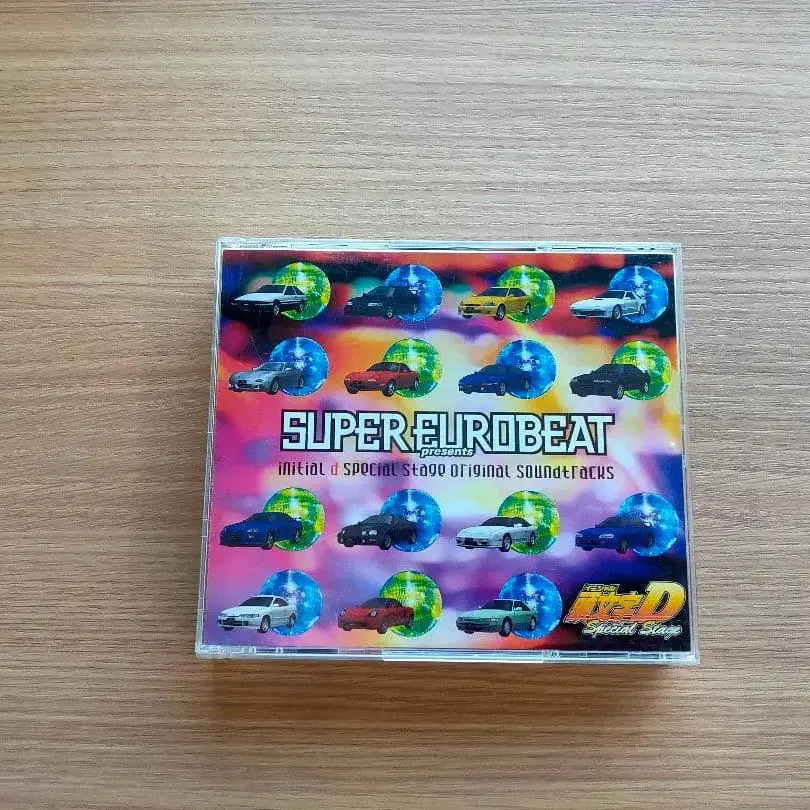 SUPER EUROBEAT
presents
initial d special stage original soundtracks
頭文字D
Special Stage